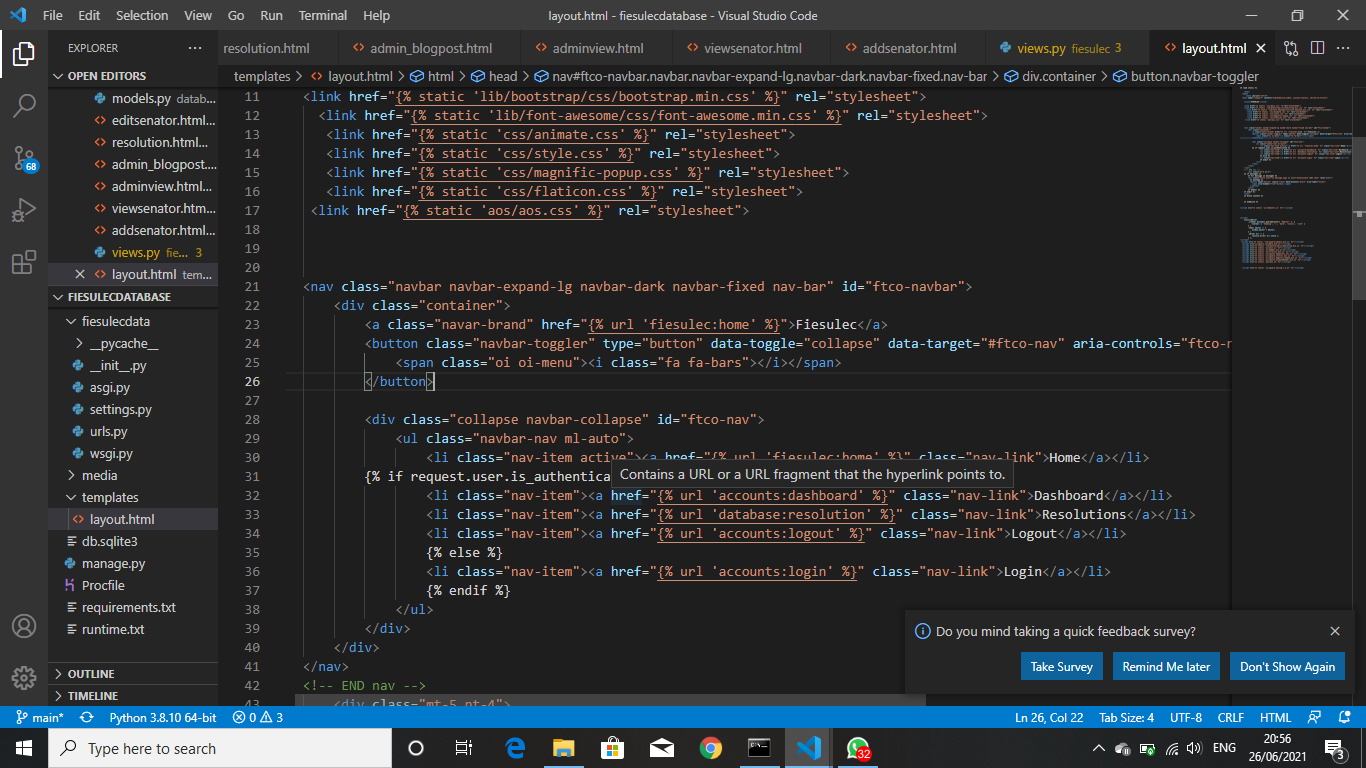 File Edit Selection View Go Run Terminal Help
layout.html - fiesulecdatabase - Visual Studio Code
EXPLORER ...
resolution.html <> admin_blogpost.html <> adminview.html <> viewsenator.html <> addsenator.html views.py fiesulec 3 <> layout.html ...
OPEN EDITORS
models.py datab...
<> editsenator.html...
<> resolution.html...
<> admin_blogpost....
<> adminview.html...
<> viewsenator.htm...
<> addsenator.html...
views.py fie... 3
<> layout.html tem...
FIESULECDATABASE
fiesulecdata
__pycache__
__init__.py
asgi.py
settings.py
urls.py
wsgi.py
media
templates
<> layout.html
db.sqlite3
manage.py
Procfile
requirements.txt
runtime.txt
OUTLINE
TIMELINE
68
templates > <> layout.html > html > head > nav#ftco-navbar.navbar.navbar-expand-lg.navbar-dark.navbar-fixed.nav-bar > div.container > button.navbar-toggler
11 <link href="{% static 'lib/bootstrap/css/bootstrap.min.css' %}" rel="stylesheet">
12 <link href="{% static 'lib/font-awesome/css/font-awesome.min.css' %}" rel="stylesheet">
13 <link href="{% static 'css/animate.css' %}" rel="stylesheet">
14 <link href="{% static 'css/style.css' %}" rel="stylesheet">
15 <link href="{% static 'css/magnific-popup.css' %}" rel="stylesheet">
16 <link href="{% static 'css/flaticon.css' %}" rel="stylesheet">
17 <link href="{% static 'aos/aos.css' %}" rel="stylesheet">
18
19
20
21 <nav class="navbar navbar-expand-lg navbar-dark navbar-fixed nav-bar" id="ftco-navbar">
22 <div class="container">
23 <a class="navar-brand" href="{% url 'fiesulec:home' %}">Fiesulec</a>
24 <button class="navbar-toggler" type="button" data-toggle="collapse" data-target="#ftco-nav" aria-controls="ftco-n
25 <span class="oi oi-menu"><i class="fa fa-bars"></i></span>
26 </button>
27
28 <div class="collapse navbar-collapse" id="ftco-nav">
29 <ul class="navbar-nav ml-auto">
30 <li class="nav-item active"><a href="{% url 'fiesulec:home' %}" class="nav-link">Home</a></li>
31 {% if request.user.is_authentica
Contains a URL or a URL fragment that the hyperlink points to.
32 <li class="nav-item"><a href="{% url 'accounts:dashboard' %}" class="nav-link">Dashboard</a></li>
33 <li class="nav-item"><a href="{% url 'database:resolution' %}" class="nav-link">Resolutions</a></li>
34 <li class="nav-item"><a href="{% url 'accounts:logout' %}" class="nav-link">Logout</a></li>
35 {% else %}
36 <li class="nav-item"><a href="{% url 'accounts:login' %}" class="nav-link">Login</a></li>
37 {% endif %}
38 </ul>
39 </div>
40 </div>
41 </nav>
42 <!-- END nav -->
43 <div class="mt-5 pt-4">
Do you mind taking a quick feedback survey?
Take Survey Remind Me later Don't Show Again
main* Python 3.8.10 64-bit 0 3 Ln 26, Col 22 Tab Size: 4 UTF-8 CRLF HTML
Type here to search
32
ENG
20:56
26/06/2021
3